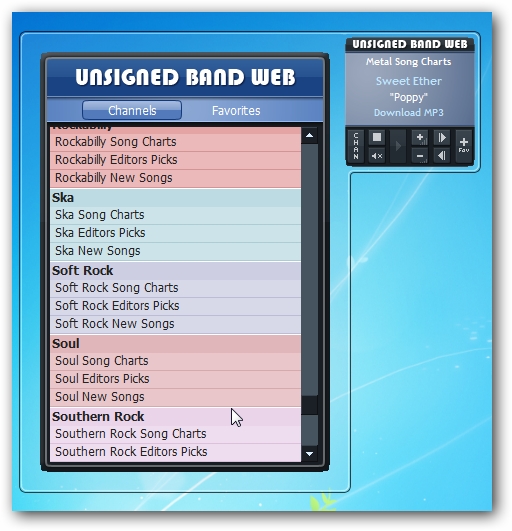 UNSIGNED BAND WEB
Channels Favorites
Rockabilly
Rockabilly Song Charts
Rockabilly Editors Picks
Rockabilly New Songs
Ska
Ska Song Charts
Ska Editors Picks
Ska New Songs
Soft Rock
Soft Rock Song Charts
Soft Rock Editors Picks
Soft Rock New Songs
Soul
Soul Song Charts
Soul Editors Picks
Soul New Songs
Southern Rock
Southern Rock Song Charts
Southern Rock Editors Picks
UNSIGNED BAND WEB
Metal Song Charts
Sweet Ether
"Poppy"
Download MP3
CHAN
Fav